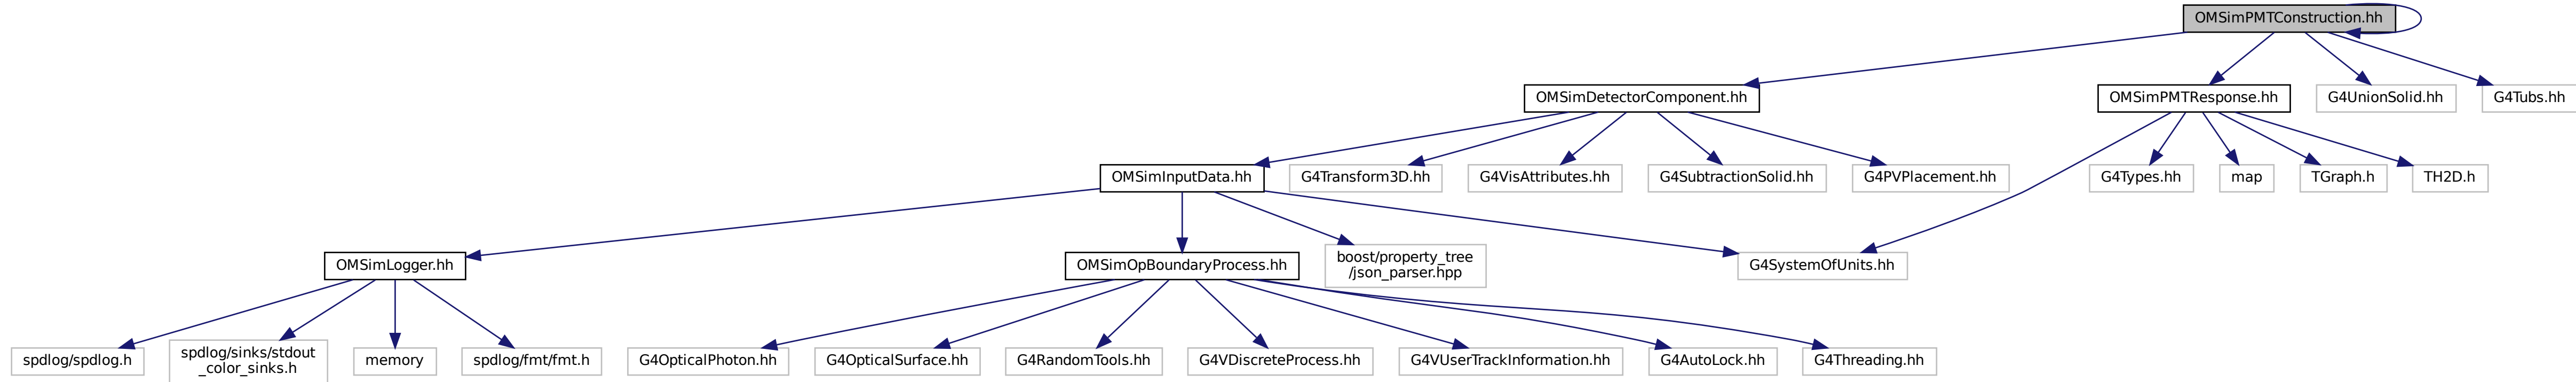 OMSimPMTConstruction.hh
OMSimDetectorComponent.hh
OMSimPMTResponse.hh
G4UnionSolid.hh
G4Tubs.hh
OMSimInputData.hh
G4Transform3D.hh
G4VisAttributes.hh
G4SubtractionSolid.hh
G4PVPlacement.hh
G4Types.hh
map
TGraph.h
TH2D.h
OMSimLogger.hh
OMSimOpBoundaryProcess.hh
boost/property_tree
/json_parser.hpp
G4SystemOfUnits.hh
spdlog/spdlog.h
spdlog/sinks/stdout
_color_sinks.h
memory
spdlog/fmt/fmt.h
G4OpticalPhoton.hh
G4OpticalSurface.hh
G4RandomTools.hh
G4VDiscreteProcess.hh
G4VUserTrackInformation.hh
G4AutoLock.hh
G4Threading.hh